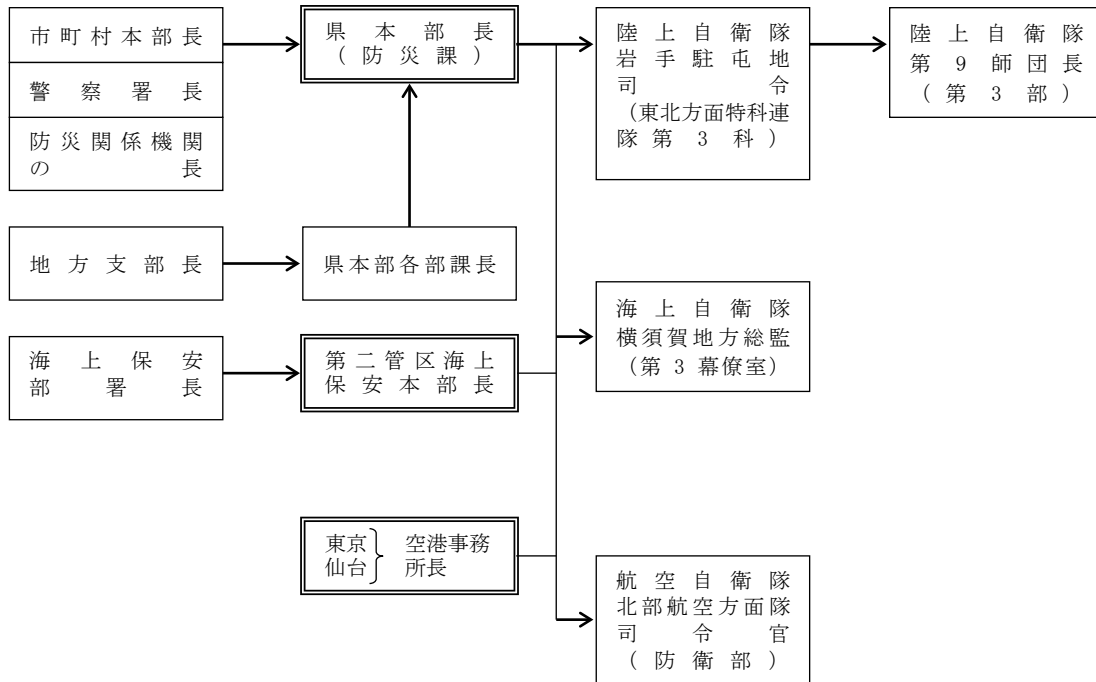 市町村本部長
警察署長
防災関係機関
の長
県本部長
(防災課)
陸上自衛隊
岩手駐屯地
司令
(東北方面特科連
隊第3科)
陸上自衛隊
第9師団長
(第3部)
地方支部長
県本部各部課長
海上保安
部署長
第二管区海上
保安本部長
海上自衛隊
横須賀地方総監
(第3幕僚室)
東京
仙台
空港事務
所長
航空自衛隊
北部航空方面隊
司令官
(防衛部)